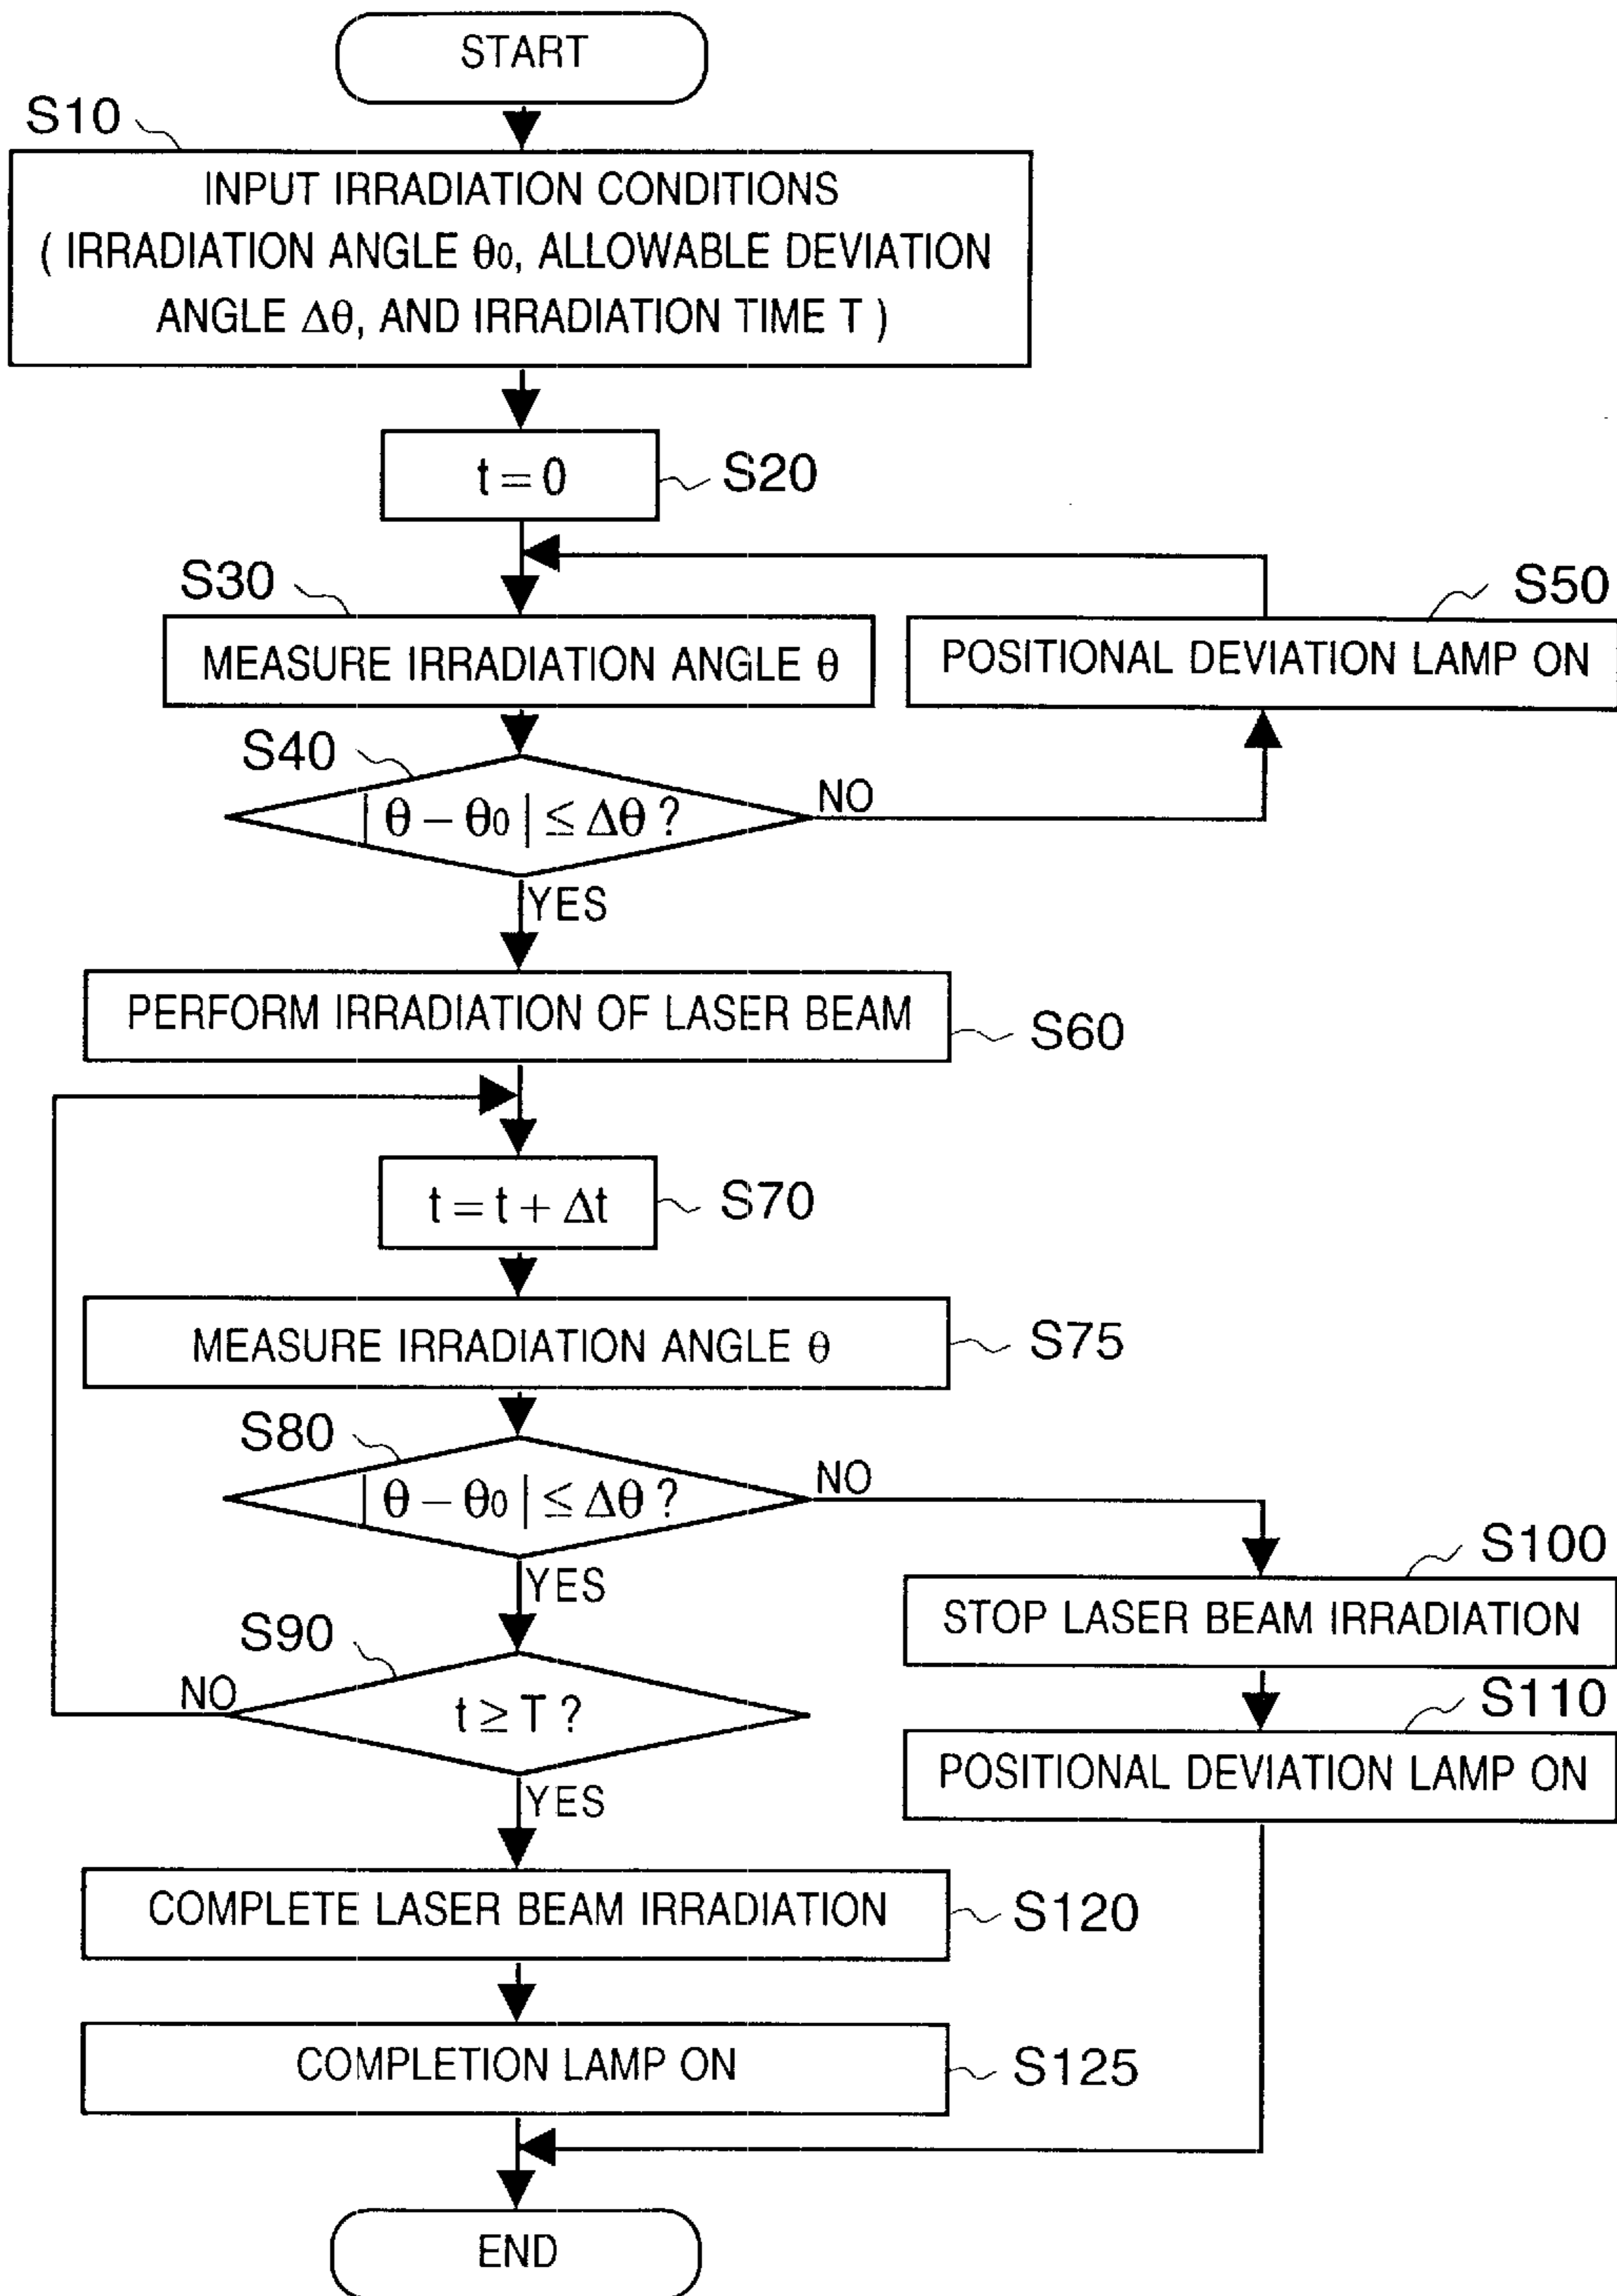 START
S10
INPUT IRRADIATION CONDITIONS
( IRRADIATION ANGLE θ0, ALLOWABLE DEVIATION
ANGLE Δθ, AND IRRADIATION TIME T )
t = 0
S20
S30
MEASURE IRRADIATION ANGLE θ
S50
POSITIONAL DEVIATION LAMP ON
S40
| θ − θ0 | ≤ Δθ ?
NO
YES
PERFORM IRRADIATION OF LASER BEAM
S60
t = t + Δt
S70
MEASURE IRRADIATION ANGLE θ
S75
S80
| θ − θ0 | ≤ Δθ ?
NO
YES
S100
STOP LASER BEAM IRRADIATION
S90
NO
t ≥ T ?
YES
S110
POSITIONAL DEVIATION LAMP ON
COMPLETE LASER BEAM IRRADIATION
S120
COMPLETION LAMP ON
S125
END